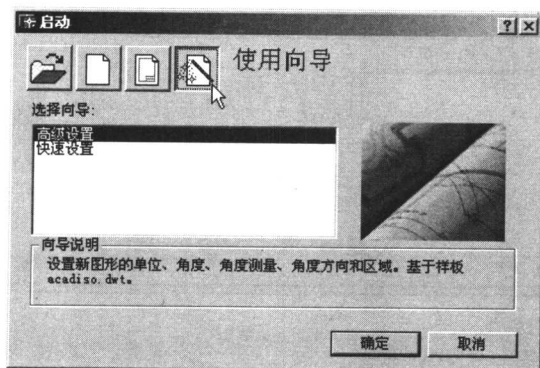 启动
使用向导
选择向导:
高级设置
快速设置
向导说明
设置新图形的单位、角度、角度测量、角度方向和区域。基于样板
acadiso.dwt。
确定
取消